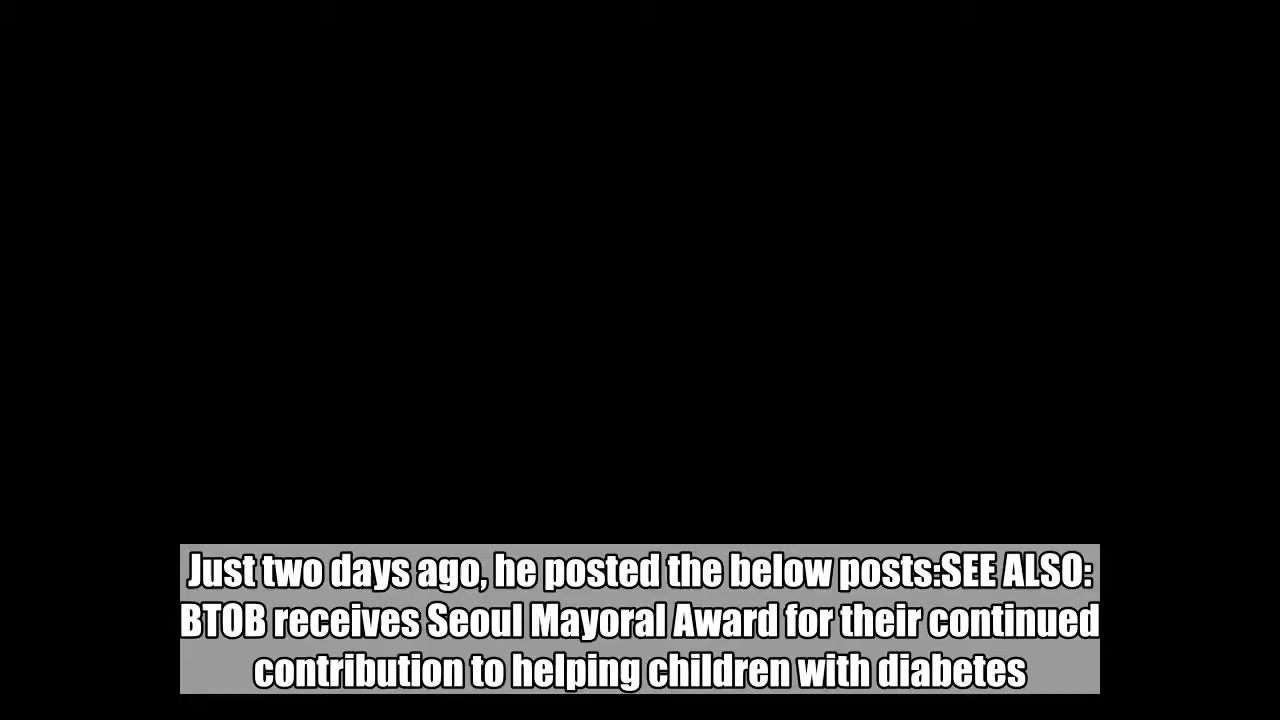 Just two days ago, he posted the below posts:SEE ALSO:
BTOB receives Seoul Mayoral Award for their continued
contribution to helping children with diabetes